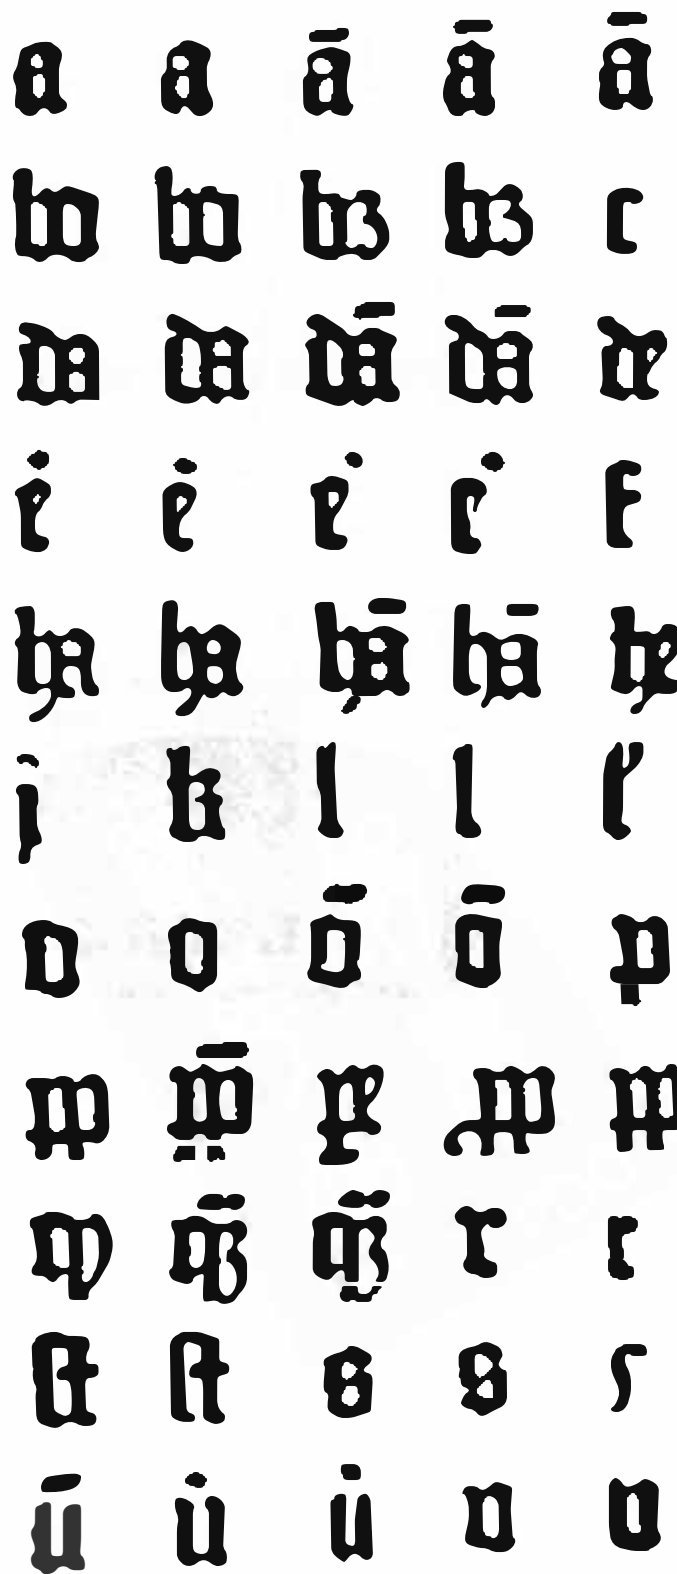 a a ā ā ā
bo bo c
da da dā dā de
ė ė ė
ha ha hā hā he
j k l l
o o ō ō p
pp p̄p̄ pe pp pp
q r r
ſt ſt s s
ū u̇ u̇ v v